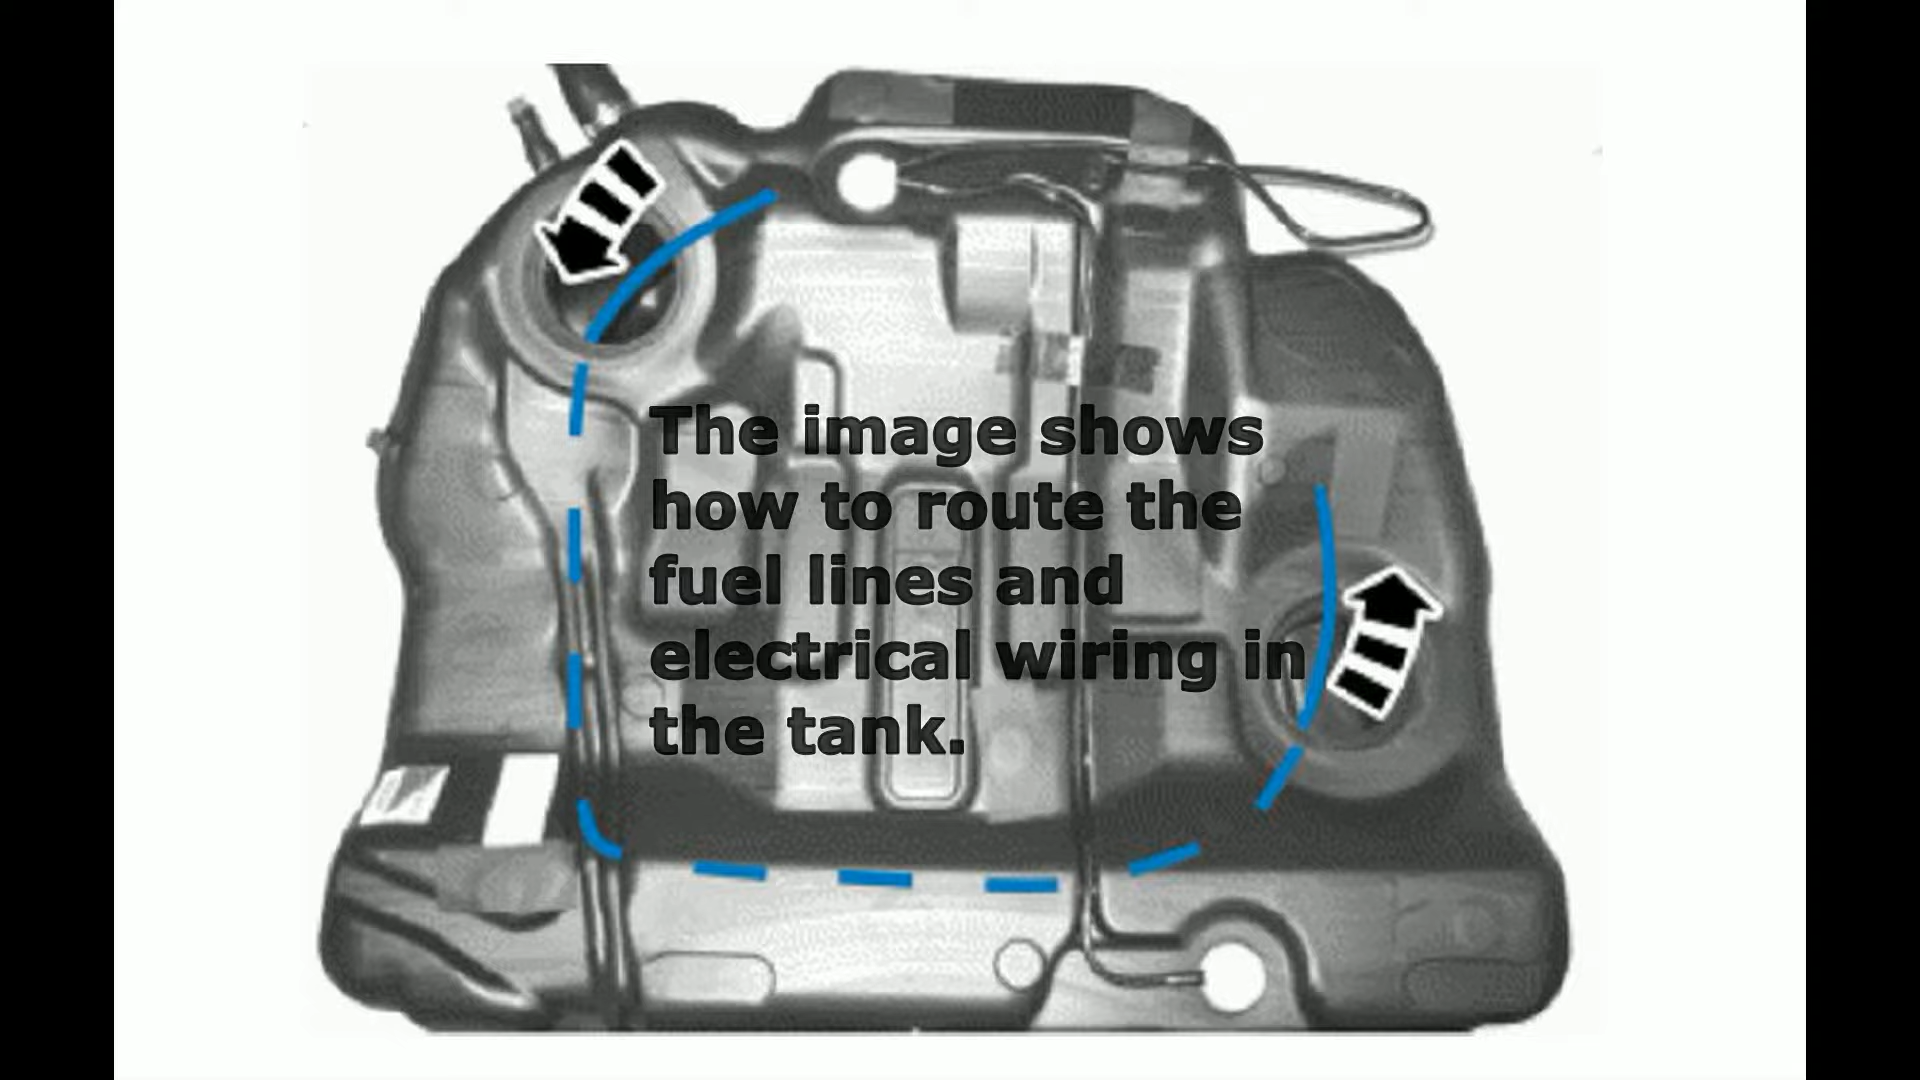 The image shows
how to route the
fuel lines and
electrical wiring in
the tank.